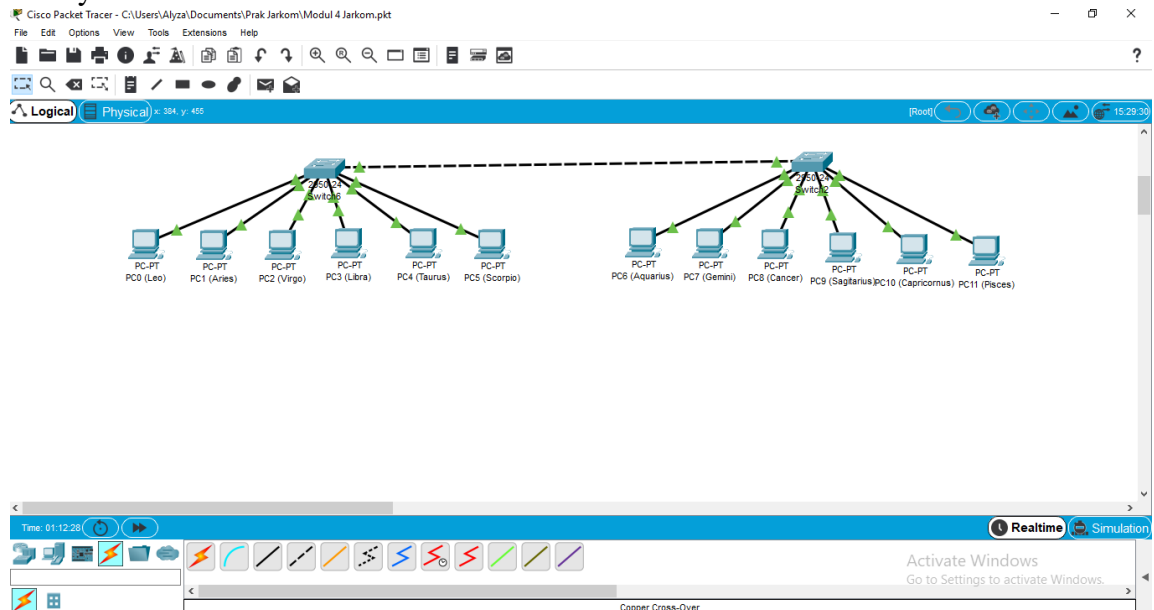 Cisco Packet Tracer - C:\Users\Alyza\Documents\Prak Jarkom\Modul 4 Jarkom.pkt
File Edit Options View Tools Extensions Help
?
Logical Physical x: 384, y: 455 [Root] 15:29:30
2950-24
Switch6
2950-24
Switch2
PC-PT
PC0 (Leo)
PC-PT
PC1 (Aries)
PC-PT
PC2 (Virgo)
PC-PT
PC3 (Libra)
PC-PT
PC4 (Taurus)
PC-PT
PC5 (Scorpio)
PC-PT
PC6 (Aquarius)
PC-PT
PC7 (Gemini)
PC-PT
PC8 (Cancer)
PC-PT
PC9 (Sagitarius)
PC-PT
PC10 (Capricornus)
PC-PT
PC11 (Pisces)
Time: 01:12:28 Realtime Simulation
Activate Windows
Go to Settings to activate Windows.
Copper Cross-Over